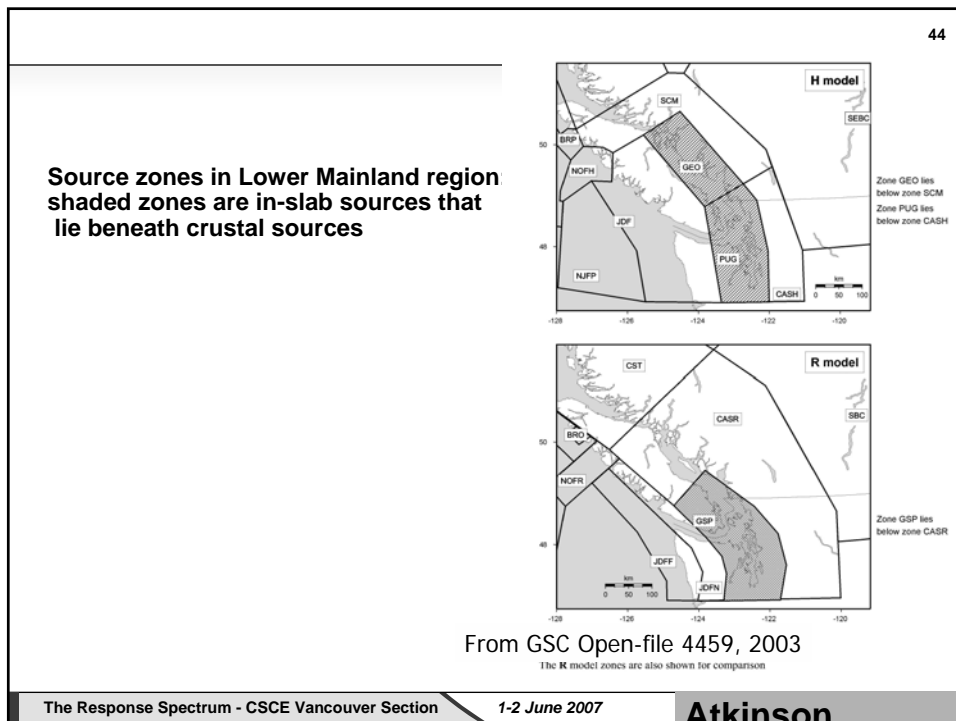 44
Source zones in Lower Mainland region:
shaded zones are in-slab sources that
lie beneath crustal sources
H model
SCM
SEBC
BRP
NOFH
GEO
JDF
PUG
NJFP
CASH
km
0 50 100
50
48
-128 -126 -124 -122 -120
Zone GEO lies
below zone SCM
Zone PUG lies
below zone CASH
R model
CST
CASR
SBC
BRO
NOFR
GSP
JDFF
JDFN
km
0 50 100
50
48
-128 -126 -124 -122 -120
Zone GSP lies
below zone CASR
From GSC Open-file 4459, 2003
The R model zones are also shown for comparison
The Response Spectrum - CSCE Vancouver Section
1-2 June 2007
Atkinson